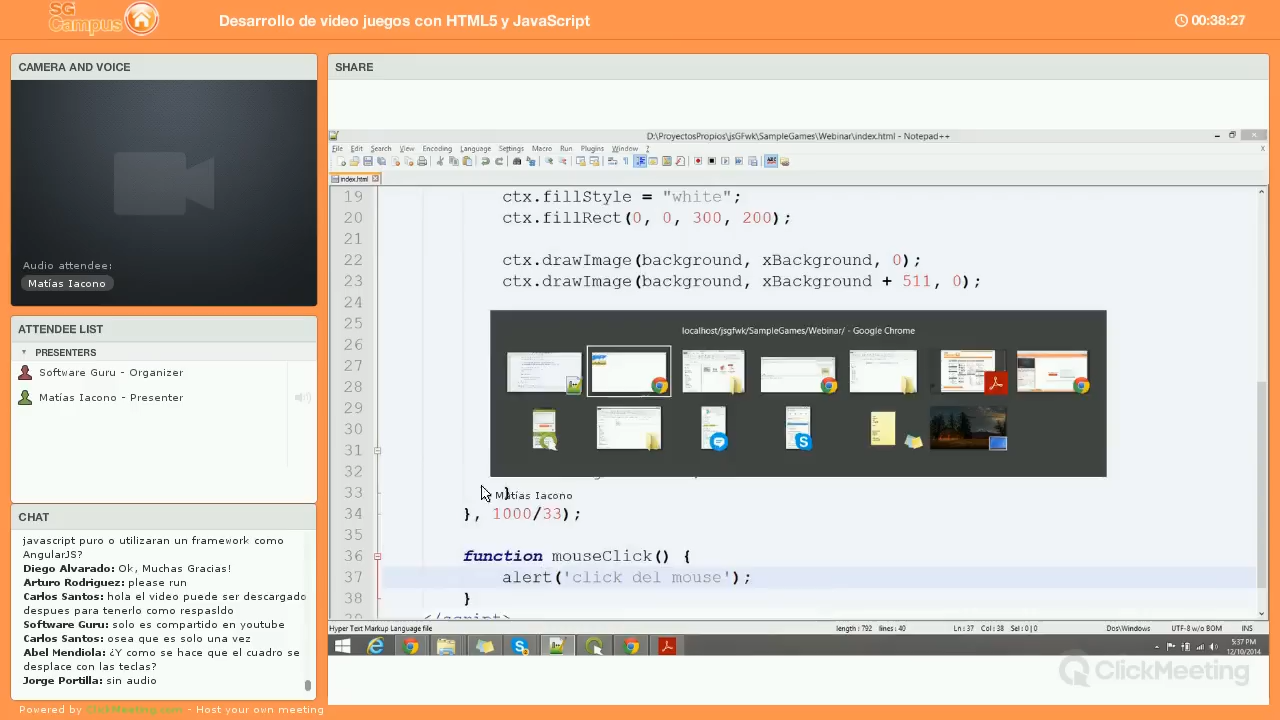 SG
Campus
Desarrollo de video juegos con HTML5 y JavaScript
00:38:27
CAMERA AND VOICE
Audio attendee:
Matías Iacono
ATTENDEE LIST
PRESENTERS
Software Guru - Organizer
Matías Iacono - Presenter
CHAT
javascript puro o utilizaran un framework como
AngularJS?
Diego Alvarado: Ok, Muchas Gracias!
Arturo Rodriguez: please run
Carlos Santos: hola el video puede ser descargado
despues para tenerlo como respasldo
Software Guru: solo es compartido en youtube
Carlos Santos: osea que es solo una vez
Abel Mendiola: ¿Y como se hace que el cuadro se
desplace con las teclas?
Jorge Portilla: sin audio
Powered by ClickMeeting.com - Host your own meeting
SHARE
D:\ProyectosPropios\jsGFwk\SampleGames\Webinar\index.html - Notepad++
File Edit Search View Encoding Language Settings Macro Run Plugins Window ?
index.html
19 ctx.fillStyle = "white";
20 ctx.fillRect(0, 0, 300, 200);
21
22 ctx.drawImage(background, xBackground, 0);
23 ctx.drawImage(background, xBackground + 511, 0);
24
25
26
27
28
29
30
31
32
33 }
34 }, 1000/33);
35
36 function mouseClick() {
37 alert('click del mouse');
38 }
39 </script>
localhost/jsgfwk/SampleGames/Webinar/ - Google Chrome
Matías Iacono
Hyper Text Markup Language file
length : 792 lines : 40
Ln : 37 Col : 38 Sel : 0 | 0
Dos\Windows
UTF-8 w/o BOM
INS
5:37 PM
12/10/2014
ClickMeeting